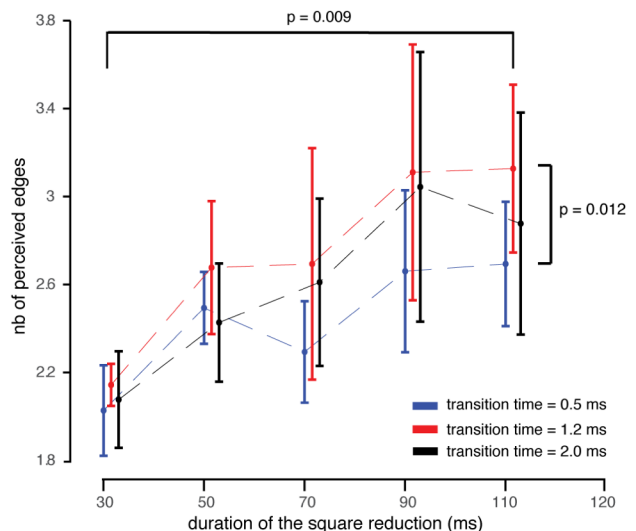 p = 0.009
3.8
3.4
3
2.6
2.2
1.8
nb of perceived edges
p = 0.012
transition time = 0.5 ms
transition time = 1.2 ms
transition time = 2.0 ms
30 50 70 90 110 120
duration of the square reduction (ms)